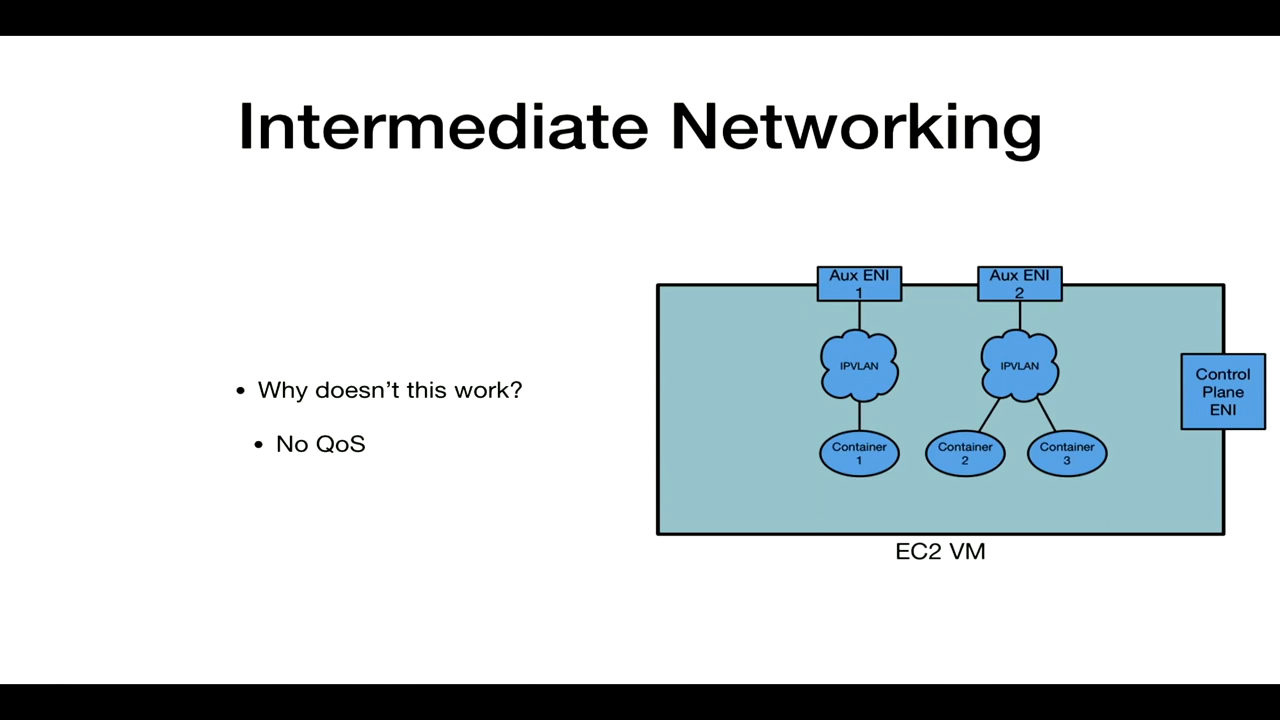 Intermediate Networking
• Why doesn't this work?
• No QoS
Aux ENI
1
Aux ENI
2
IPVLAN
IPVLAN
Control
Plane
ENI
Container
1
Container
2
Container
3
EC2 VM